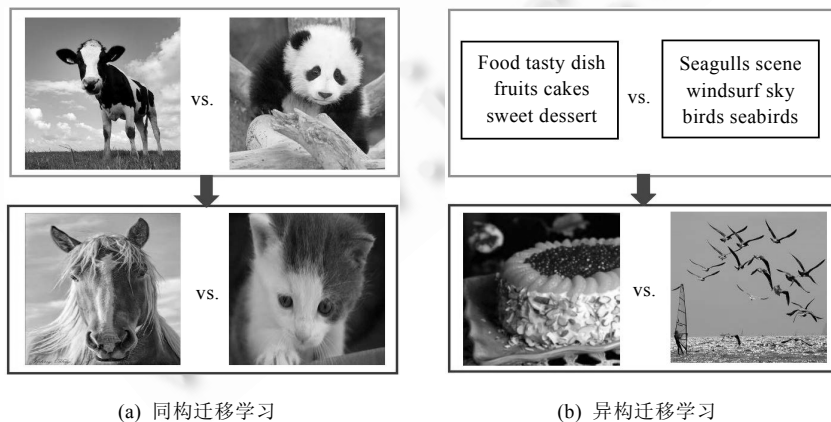 vs.
Food tasty dish
fruits cakes
sweet dessert
vs.
Seagulls scene
windsurf sky
birds seabirds
vs.
vs.
(a) 同构迁移学习
(b) 异构迁移学习